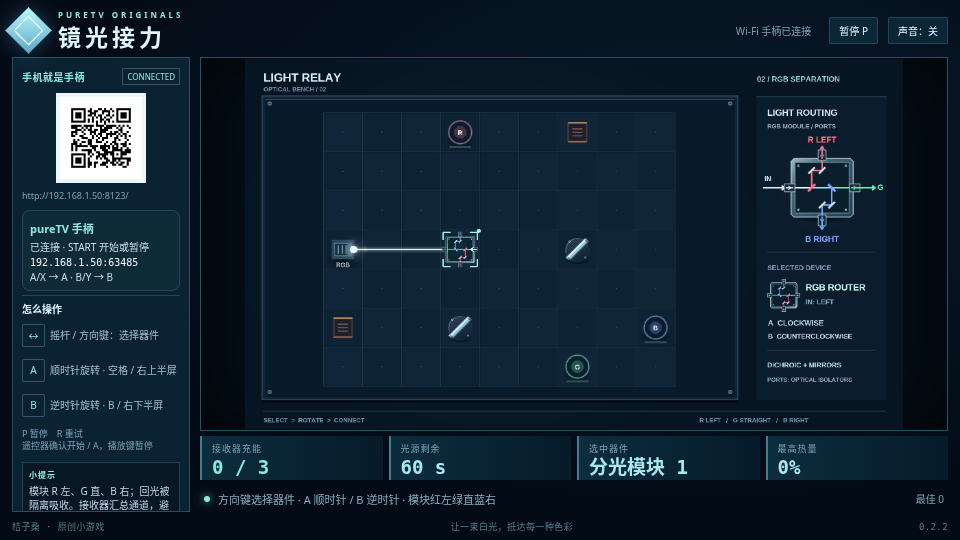 PURETV ORIGINALS
镜光接力
Wi-Fi 手柄已连接
暂停 P
声音：关
手机就是手柄
CONNECTED
http://192.168.1.50:8123/
pureTV 手柄
已连接 · START 开始或暂停
192.168.1.50:63485
A/X → A · B/Y → B
怎么操作
↔ 摇杆 / 方向键：选择器件
A 顺时针旋转 · 空格 / 右上半屏
B 逆时针旋转 · B / 右下半屏
P 暂停 R 重试
遥控器确认开始 / A，播放键暂停
小提示
模块 R 左、G 直、B 右；回光被
隔离吸收。接收器汇总通道，避
LIGHT RELAY
OPTICAL BENCH / 02
R
RGB
B
G
SELECT > ROTATE > CONNECT
R LEFT / G STRAIGHT / B RIGHT
02 / RGB SEPARATION
LIGHT ROUTING
RGB MODULE / PORTS
R LEFT
IN
G
B RIGHT
SELECTED DEVICE
RGB ROUTER
IN: LEFT
A CLOCKWISE
B COUNTERCLOCKWISE
DICHROIC + MIRRORS
PORTS: OPTICAL ISOLATORS
接收器充能
0 / 3
光源剩余
60 s
选中器件
分光模块 1
最高热量
0%
方向键选择器件 · A 顺时针 / B 逆时针 · 模块红左绿直蓝右
最佳 0
桔子桑 · 原创小游戏
让一束白光，抵达每一种色彩
0.2.2